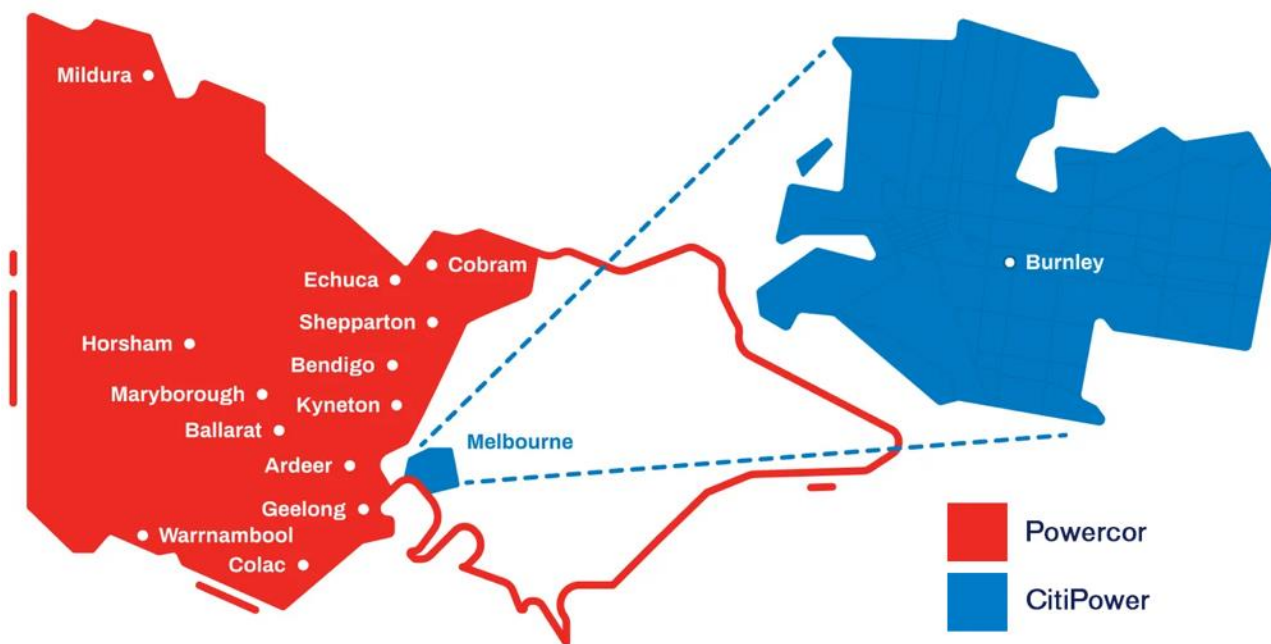 Mildura
Cobram
Echuca
Shepparton
Horsham
Bendigo
Maryborough
Kyneton
Ballarat
Melbourne
Ardeer
Geelong
Warrnambool
Colac
Burnley
Powercor
CitiPower